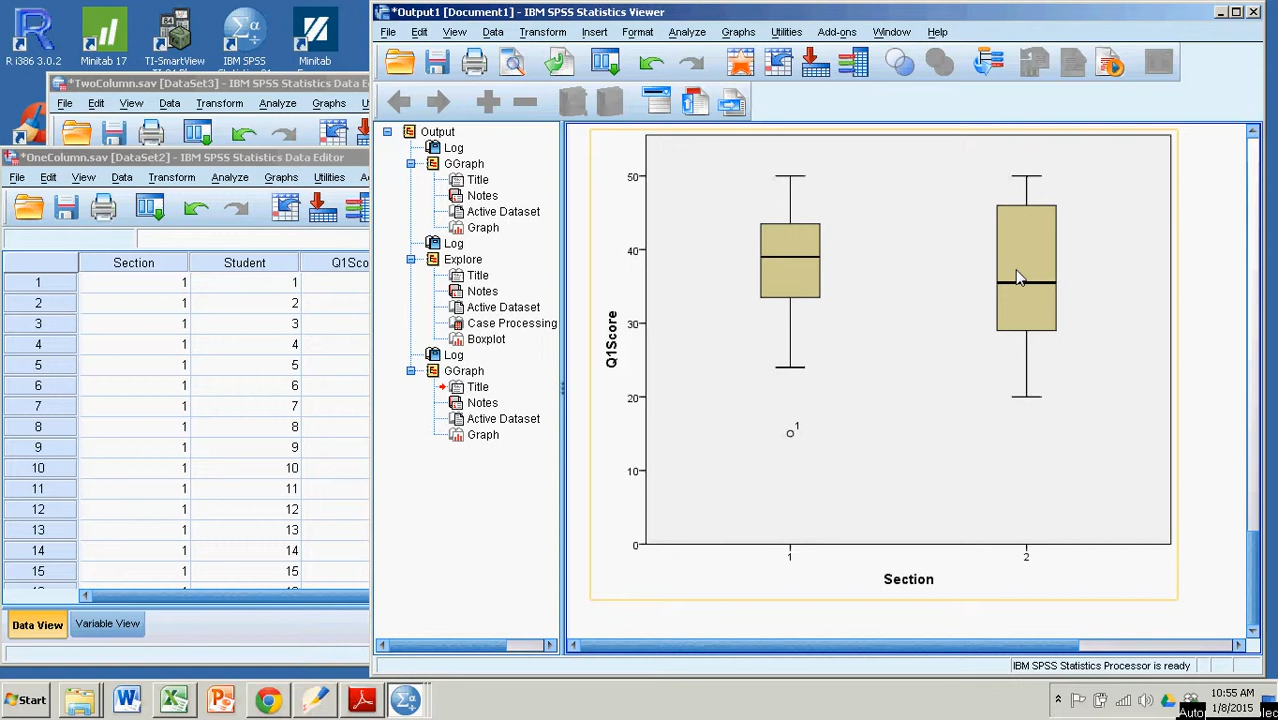 *Output1 [Document1] - IBM SPSS Statistics Viewer
File Edit View Data Transform Insert Format Analyze Graphs Utilities Add-ons Window Help
R i386 3.0.2
Minitab 17
TI-SmartView
IBM SPSS
Minitab
*TwoColumn.sav [DataSet3] - IBM SPSS Statistics Data E
File Edit View Data Transform Analyze Graphs
*OneColumn.sav [DataSet2] - IBM SPSS Statistics Data Editor
File Edit View Data Transform Analyze Graphs Utilities
Section Student Q1Sco
1 1 1
2 1 2
3 1 3
4 1 4
5 1 5
6 1 6
7 1 7
8 1 8
9 1 9
10 1 10
11 1 11
12 1 12
13 1 13
14 1 14
15 1 15
Data View Variable View
Output
Log
GGraph
Title
Notes
Active Dataset
Graph
Log
Explore
Title
Notes
Active Dataset
Case Processing
Boxplot
Log
GGraph
Title
Notes
Active Dataset
Graph
50
40
30
20
10
0
Q1Score
1
1 2
Section
IBM SPSS Statistics Processor is ready
Start
10:55 AM
1/8/2015